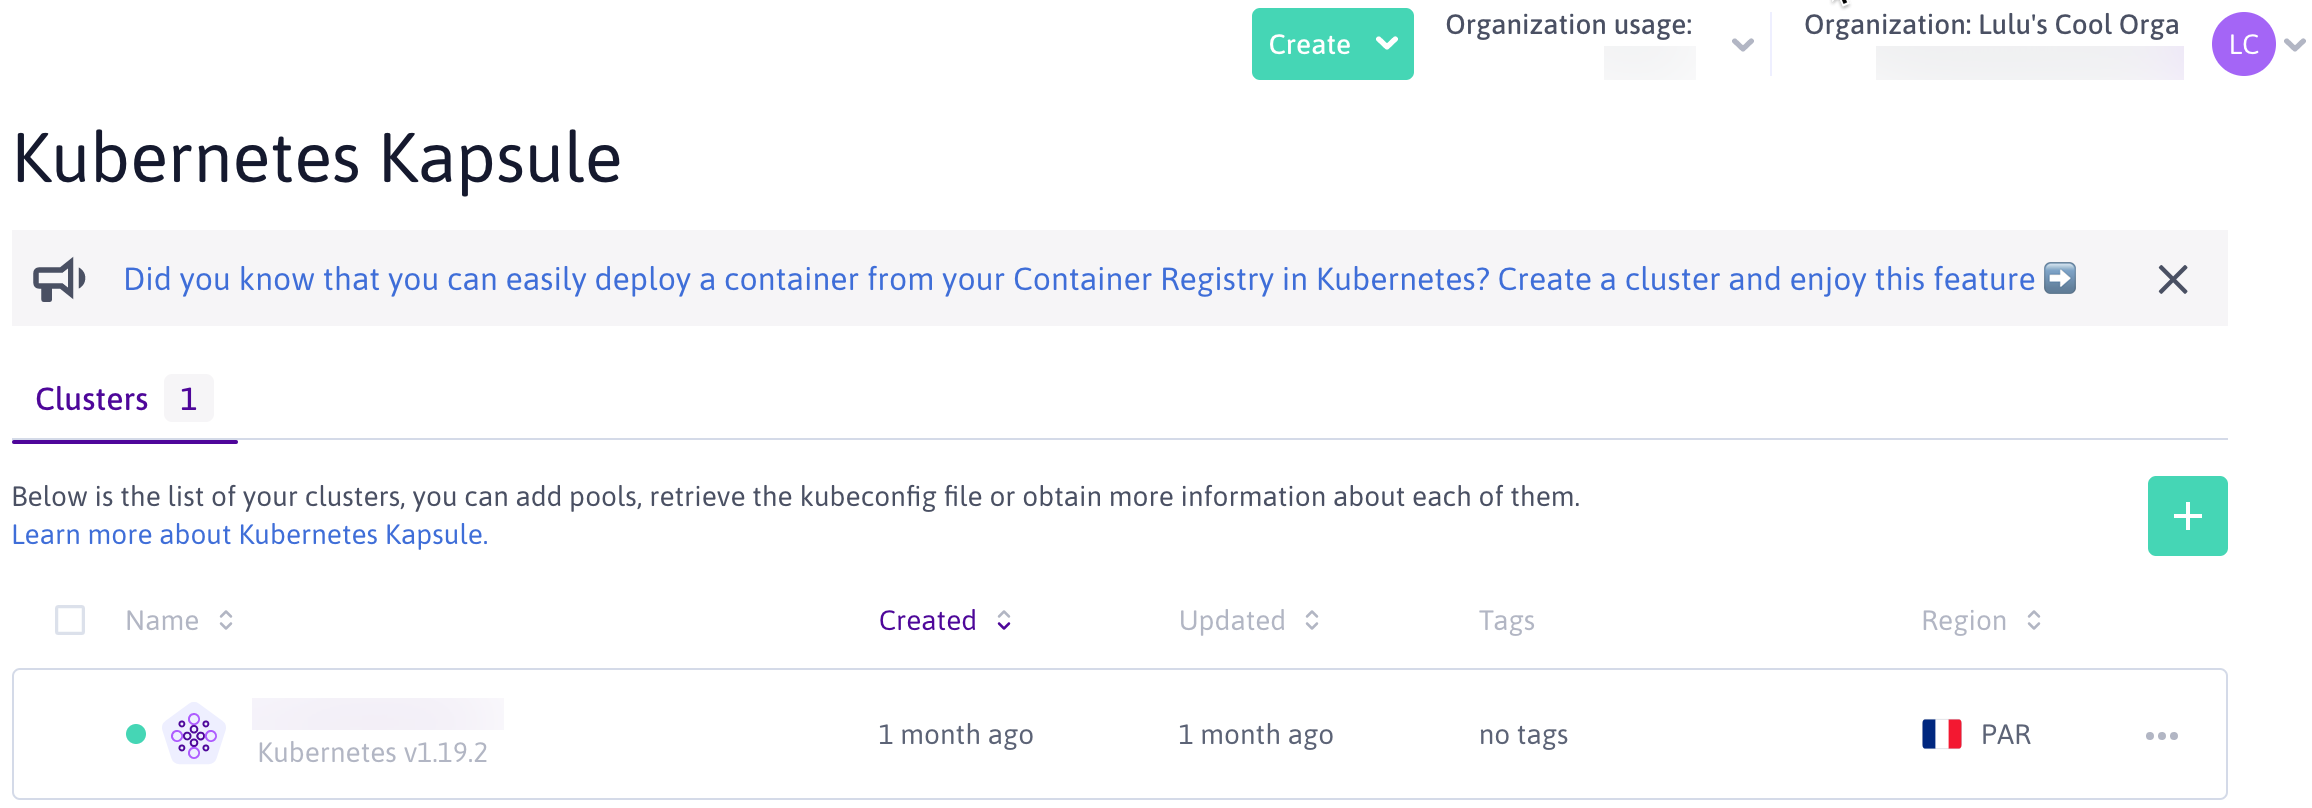 Create
Organization usage:
Organization: Lulu's Cool Orga
LC
Kubernetes Kapsule
Did you know that you can easily deploy a container from your Container Registry in Kubernetes? Create a cluster and enjoy this feature ➡️
Clusters 1
Below is the list of your clusters, you can add pools, retrieve the kubeconfig file or obtain more information about each of them.
Learn more about Kubernetes Kapsule.
Name Created Updated Tags Region
1 month ago 1 month ago no tags PAR
Kubernetes v1.19.2